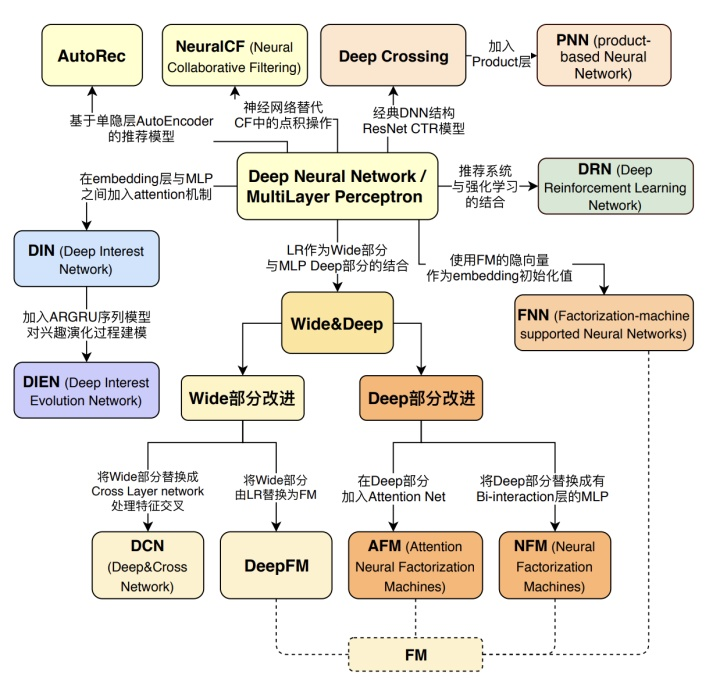 AutoRec
NeuralCF (Neural
Collaborative Filtering)
Deep Crossing
加入
Product层
PNN (product-
based Neural
Network)
基于单隐层AutoEncoder
的推荐模型
神经网络替代
CF中的点积操作
经典DNN结构
ResNet CTR模型
在embedding层与MLP
之间加入attention机制
Deep Neural Network /
MultiLayer Perceptron
推荐系统
与强化学习
的结合
DRN (Deep
Reinforcement Learning
Network)
DIN (Deep Interest
Network)
LR作为Wide部分
与MLP Deep部分的结合
使用FM的隐向量
作为embedding初始化值
加入ARGRU序列模型
对兴趣演化过程建模
Wide&Deep
FNN (Factorization-machine
supported Neural Networks)
DIEN (Deep Interest
Evolution Network)
Wide部分改进
Deep部分改进
将Wide部分替换成
Cross Layer network
处理特征交叉
将Wide部分
由LR替换为FM
在Deep部分
加入Attention Net
将Deep部分替换成有
Bi-interaction层的MLP
DCN
(Deep&Cross
Network)
DeepFM
AFM (Attention
Neural Factorization
Machines)
NFM (Neural
Factorization
Machines)
FM